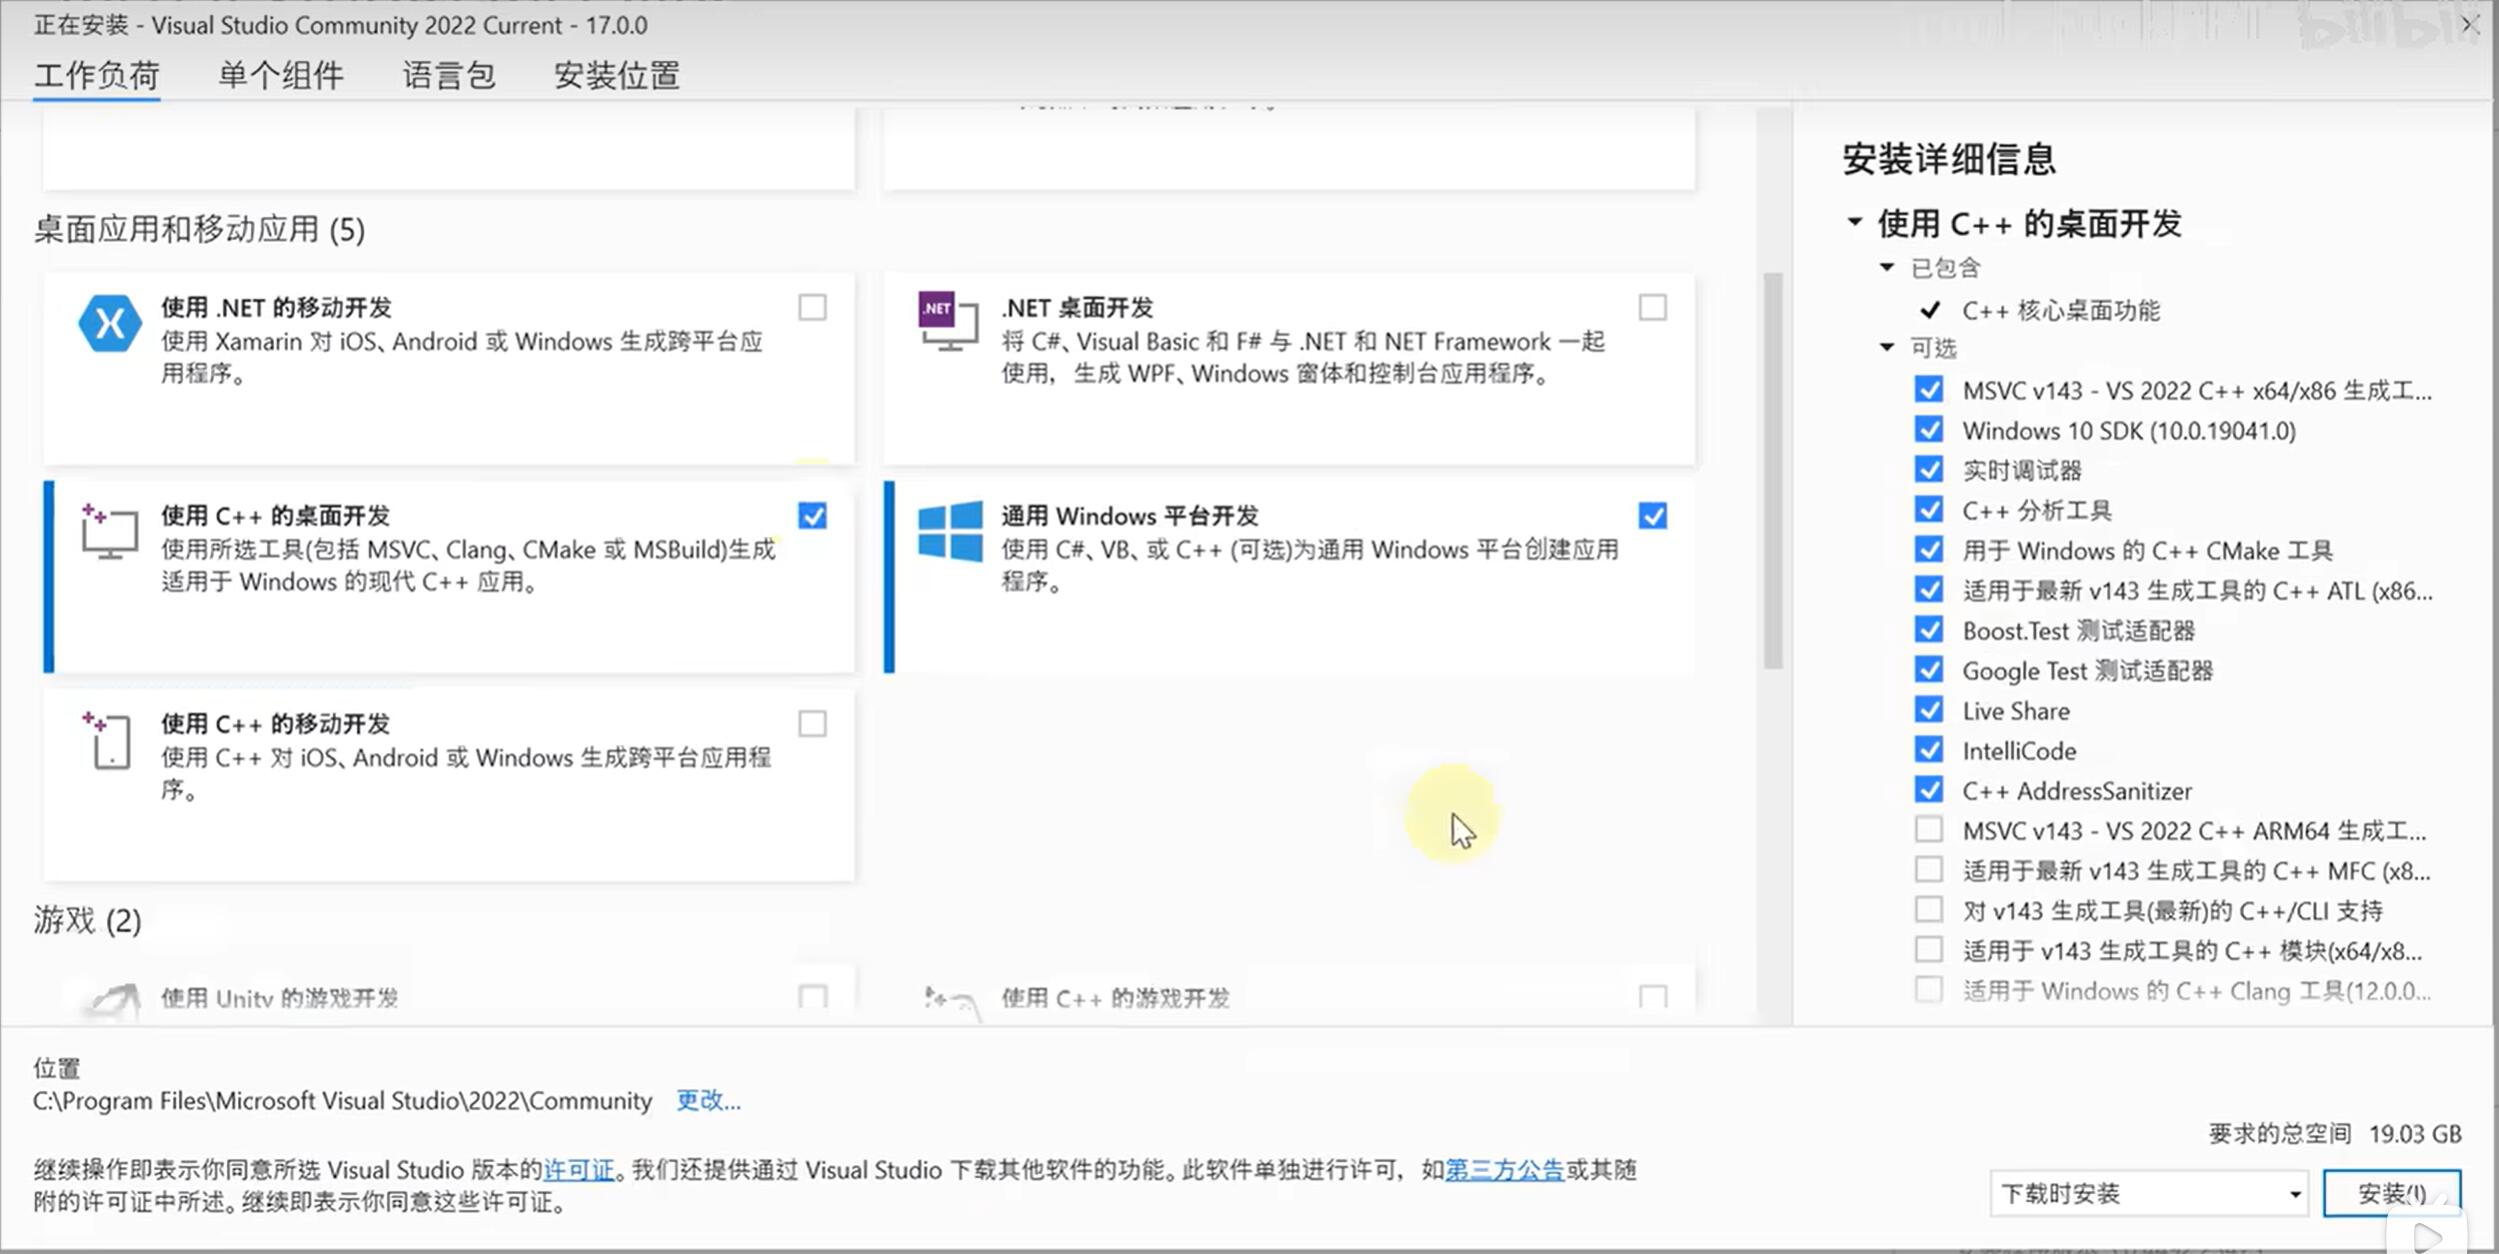 正在安装 - Visual Studio Community 2022 Current - 17.0.0
bilibili
工作负荷 单个组件 语言包 安装位置
桌面应用和移动应用 (5)
使用 .NET 的移动开发
使用 Xamarin 对 iOS、Android 或 Windows 生成跨平台应
用程序。
.NET
.NET 桌面开发
将 C#、Visual Basic 和 F# 与 .NET 和 NET Framework 一起
使用，生成 WPF、Windows 窗体和控制台应用程序。
使用 C++ 的桌面开发
使用所选工具(包括 MSVC、Clang、CMake 或 MSBuild)生成
适用于 Windows 的现代 C++ 应用。
通用 Windows 平台开发
使用 C#、VB、或 C++ (可选)为通用 Windows 平台创建应用
程序。
使用 C++ 的移动开发
使用 C++ 对 iOS、Android 或 Windows 生成跨平台应用程
序。
游戏 (2)
使用 Unity 的游戏开发
使用 C++ 的游戏开发
安装详细信息
使用 C++ 的桌面开发
已包含
C++ 核心桌面功能
可选
MSVC v143 - VS 2022 C++ x64/x86 生成工...
Windows 10 SDK (10.0.19041.0)
实时调试器
C++ 分析工具
用于 Windows 的 C++ CMake 工具
适用于最新 v143 生成工具的 C++ ATL (x86...
Boost.Test 测试适配器
Google Test 测试适配器
Live Share
IntelliCode
C++ AddressSanitizer
MSVC v143 - VS 2022 C++ ARM64 生成工...
适用于最新 v143 生成工具的 C++ MFC (x8...
对 v143 生成工具(最新)的 C++/CLI 支持
适用于 v143 生成工具的 C++ 模块(x64/x8...
适用于 Windows 的 C++ Clang 工具(12.0.0...
位置
C:\Program Files\Microsoft Visual Studio\2022\Community 更改...
继续操作即表示你同意所选 Visual Studio 版本的许可证。我们还提供通过 Visual Studio 下载其他软件的功能。此软件单独进行许可，如第三方公告或其随
附的许可证中所述。继续即表示你同意这些许可证。
要求的总空间 19.03 GB
下载时安装
安装(I)